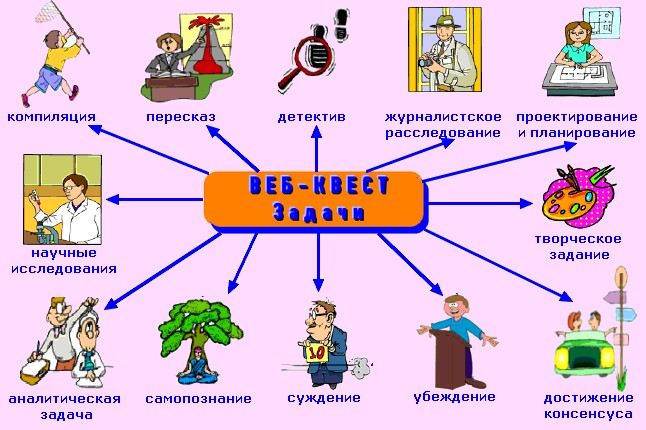 компиляция
пересказ
детектив
журналистское
расследование
проектирование
и планирование
ВЕБ-КВЕСТ
Задачи
научные
исследования
творческое
задание
аналитическая
задача
самопознание
10
суждение
убеждение
достижение
консенсуса